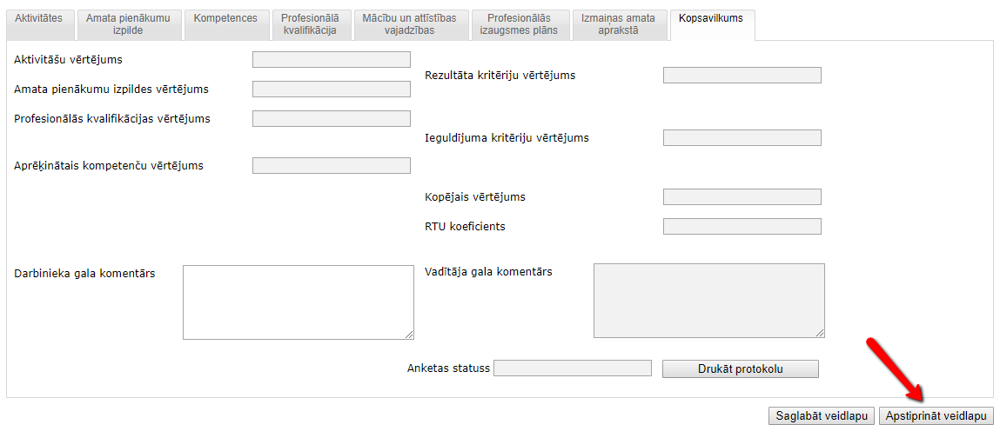 Aktivitātes
Amata pienākumu
izpilde
Kompetences
Profesionālā
kvalifikācija
Mācību un attīstības
vajadzības
Profesionālās
izaugsmes plāns
Izmaiņas amata
aprakstā
Kopsavilkums
Aktivitāšu vērtējums
Rezultāta kritēriju vērtējums
Amata pienākumu izpildes vērtējums
Profesionālās kvalifikācijas vērtējums
Ieguldījuma kritēriju vērtējums
Aprēķinātais kompetenču vērtējums
Kopējais vērtējums
RTU koeficients
Darbinieka gala komentārs
Vadītāja gala komentārs
Anketas statuss
Drukāt protokolu
Saglabāt veidlapu
Apstiprināt veidlapu